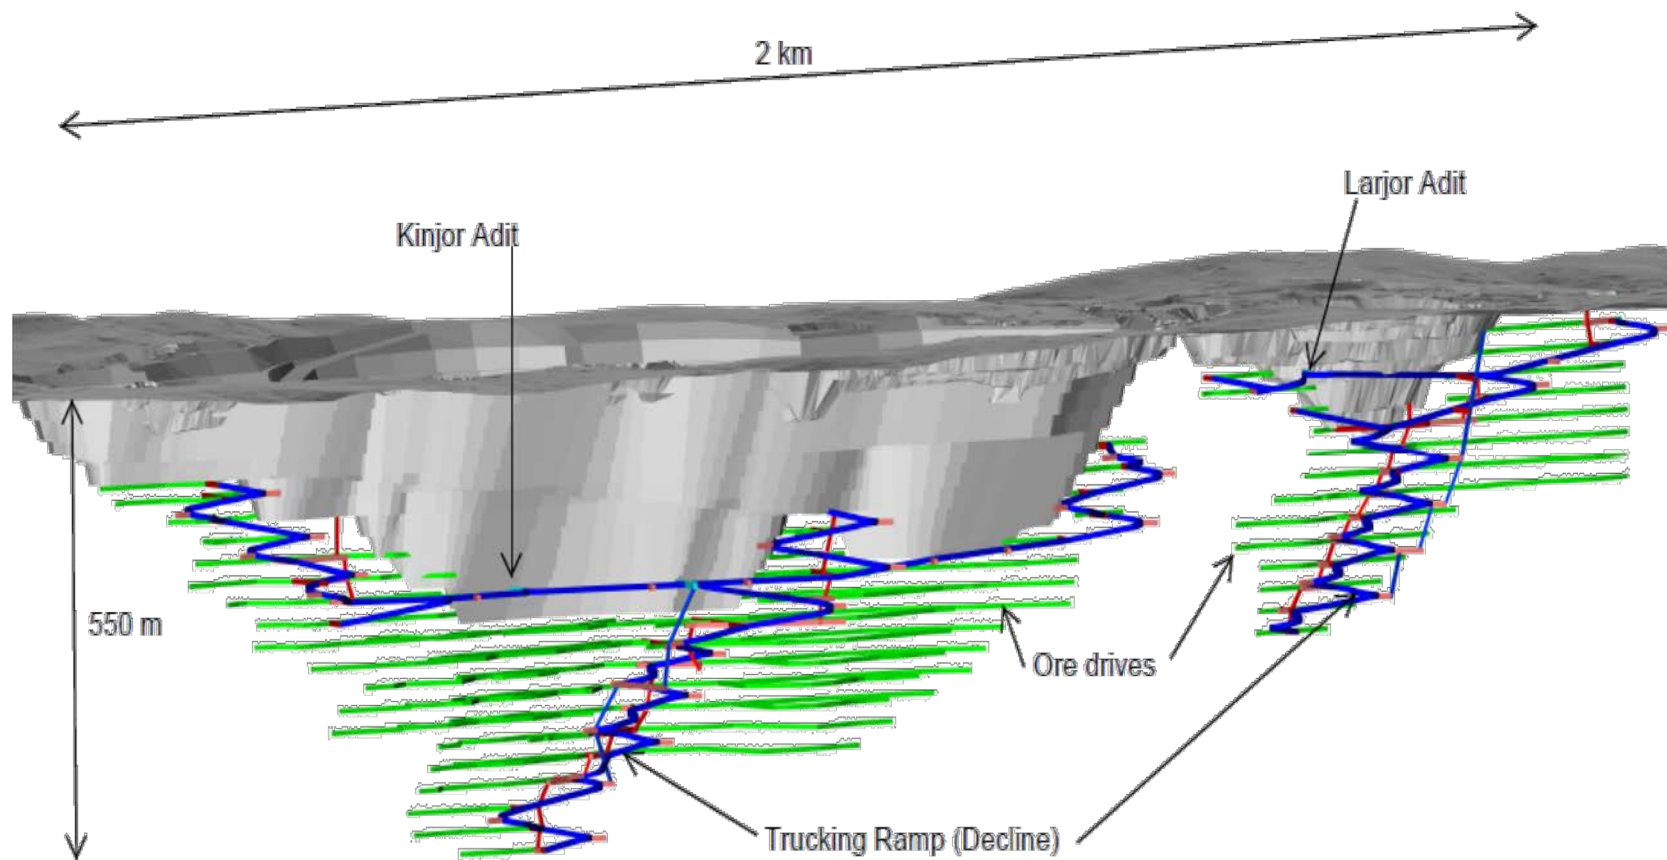 2 km
Larjor Adit
Kinjor Adit
550 m
Ore drives
Trucking Ramp (Decline)